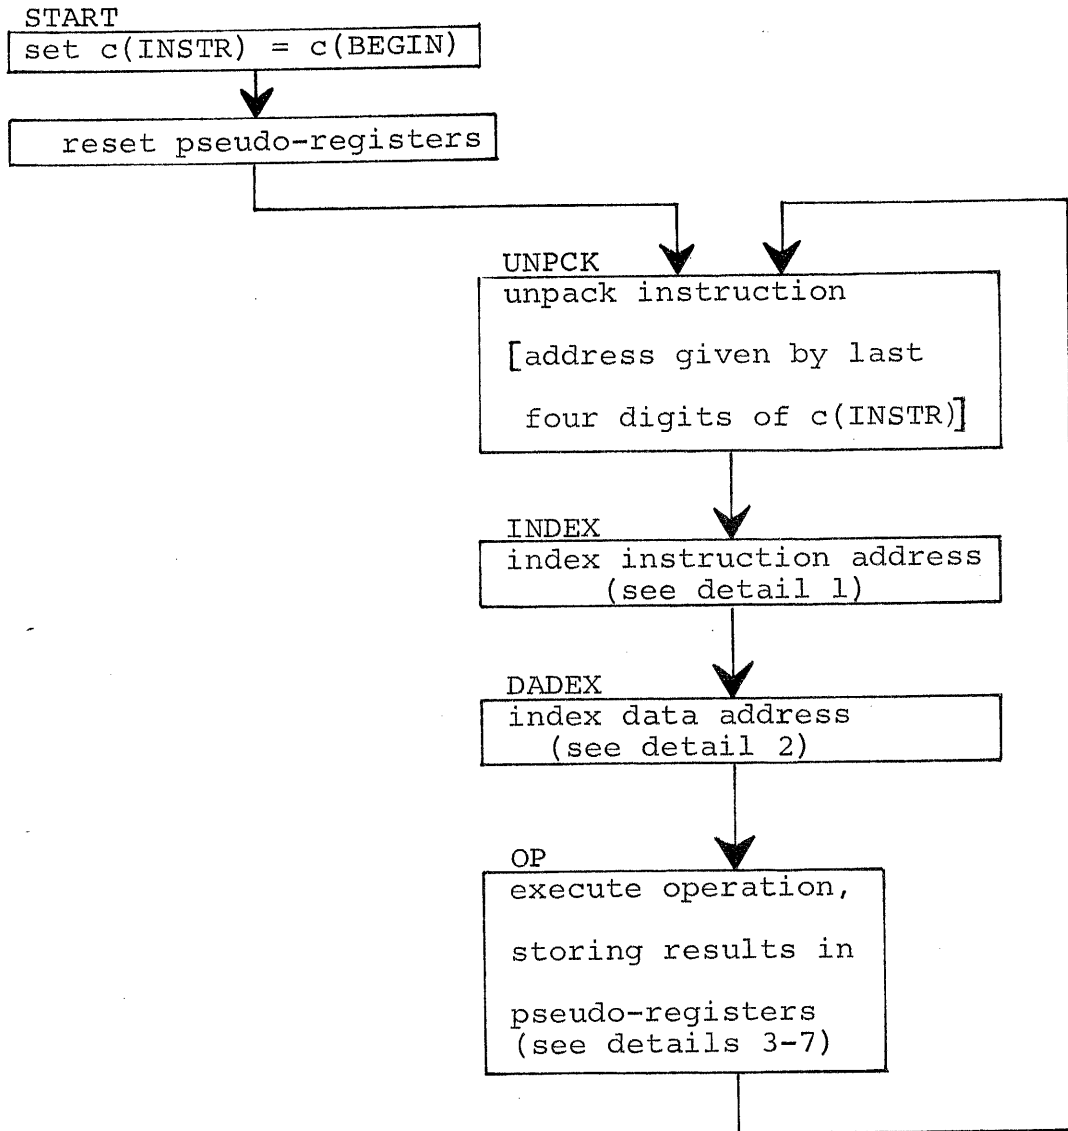 START
set c(INSTR) = c(BEGIN)
reset pseudo-registers
UNPCK
unpack instruction
[address given by last
four digits of c(INSTR)]
INDEX
index instruction address
(see detail 1)
DADEX
index data address
(see detail 2)
OP
execute operation,
storing results in
pseudo-registers
(see details 3-7)